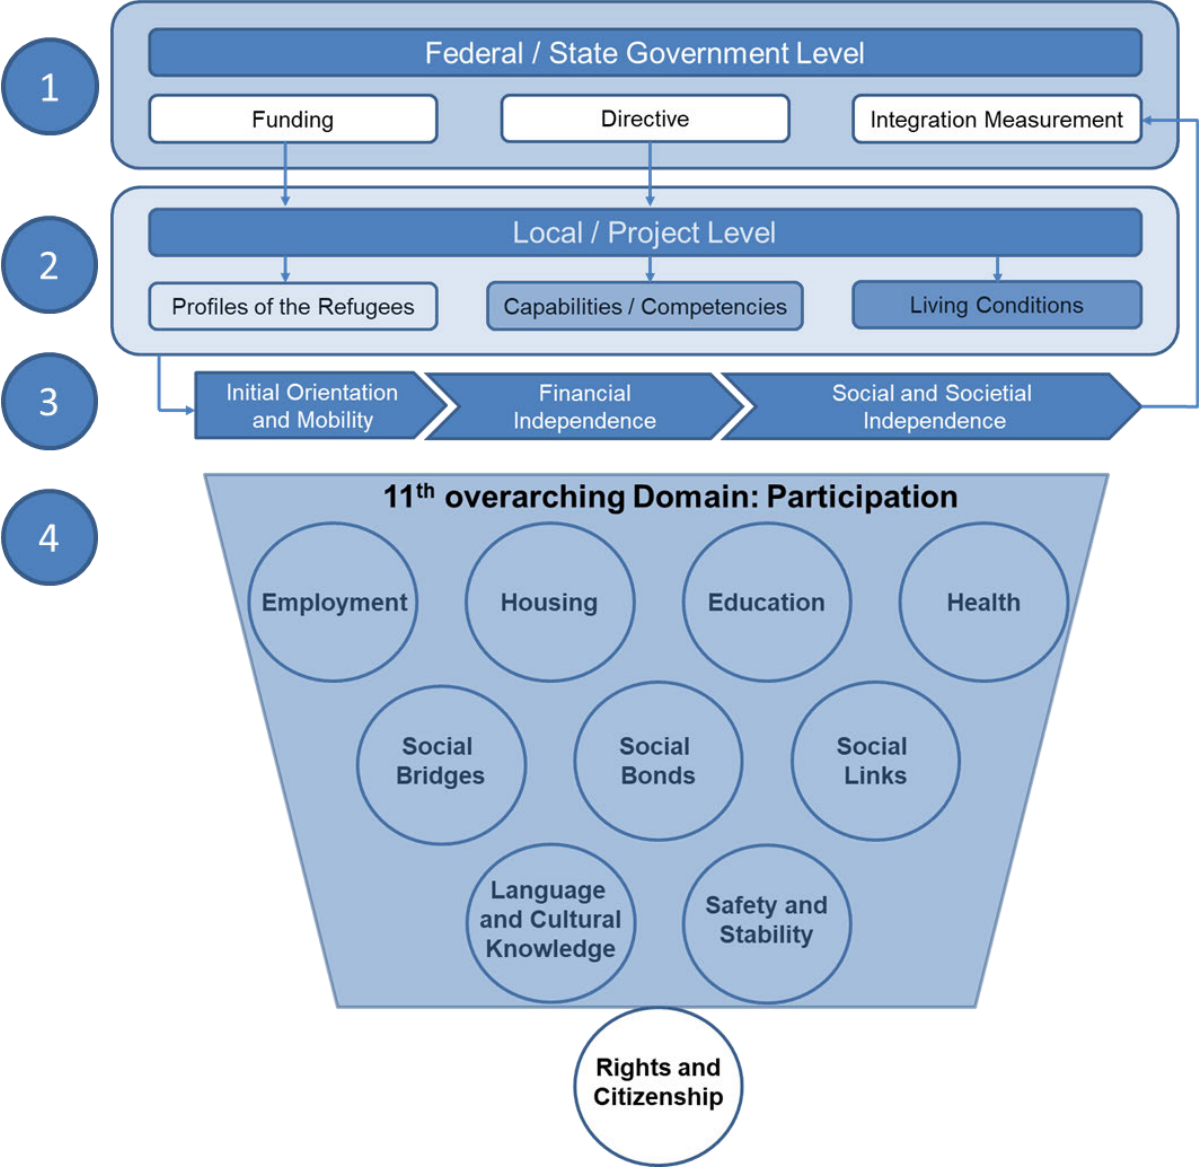 1
Federal / State Government Level
Funding
Directive
Integration Measurement
2
Local / Project Level
Profiles of the Refugees
Capabilities / Competencies
Living Conditions
3
Initial Orientation
and Mobility
Financial
Independence
Social and Societial
Independence
4
11th overarching Domain: Participation
Employment
Housing
Education
Health
Social
Bridges
Social
Bonds
Social
Links
Language
and Cultural
Knowledge
Safety and
Stability
Rights and
Citizenship